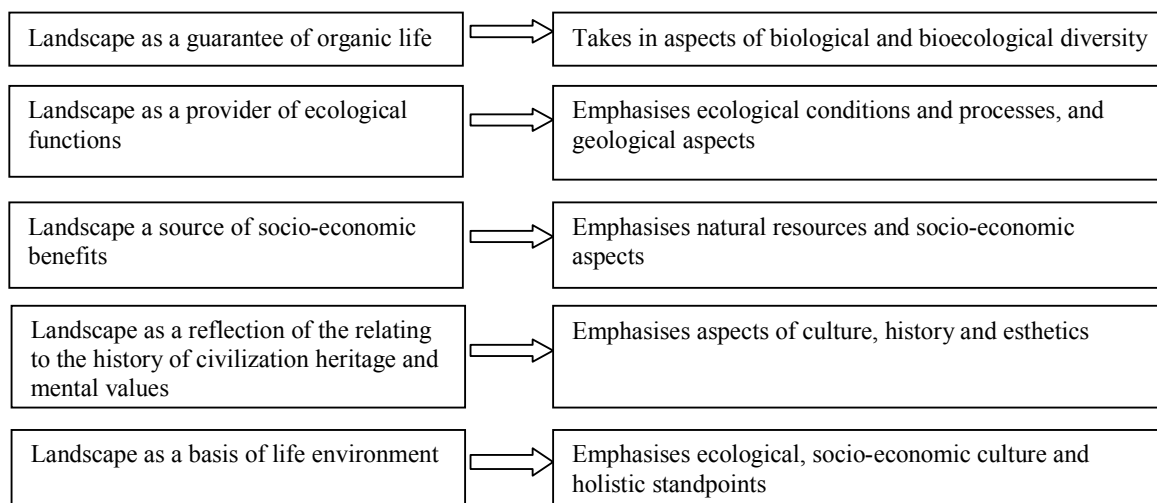 Landscape as a guarantee of organic life
Takes in aspects of biological and bioecological diversity
Landscape as a provider of ecological
functions
Emphasises ecological conditions and processes, and
geological aspects
Landscape a source of socio-economic
benefits
Emphasises natural resources and socio-economic
aspects
Landscape as a reflection of the relating
to the history of civilization heritage and
mental values
Emphasises aspects of culture, history and esthetics
Landscape as a basis of life environment
Emphasises ecological, socio-economic culture and
holistic standpoints